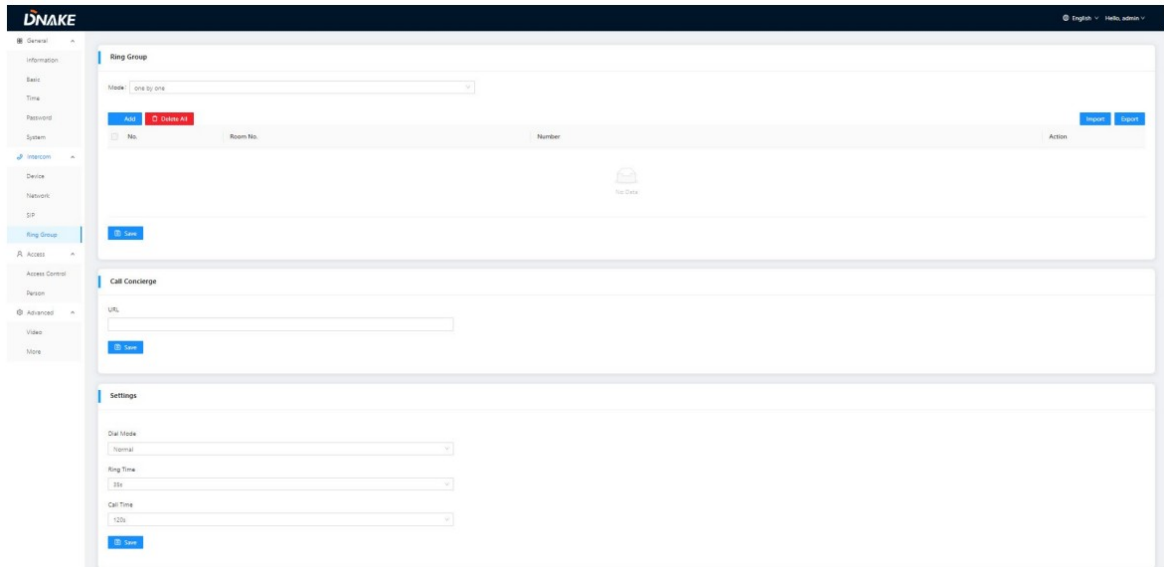 DNAKE
English
Hello, admin
General
Information
Basic
Time
Password
System
Intercom
Device
Network
SIP
Ring Group
Access
Access Control
Person
Advanced
Video
More
Ring Group
Mode: one by one
Add Delete All Import Export
No. Room No. Number Action
No Data
Save
Call Concierge
URL
Save
Settings
Dial Mode
Normal
Ring Time
Call Time
120s
Save